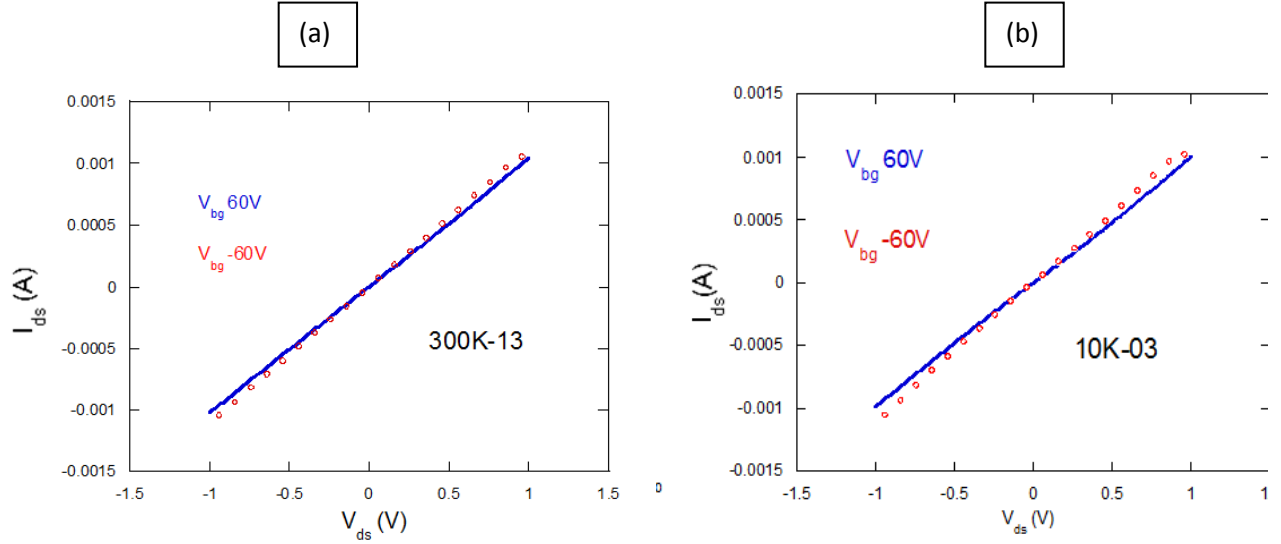 (a)
0.0015
0.001
0.0005
0
-0.0005
-0.001
-0.0015
I_ds (A)
V_bg 60V
V_bg -60V
300K-13
-1.5 -1 -0.5 0 0.5 1 1.5
V_ds (V)
(b)
0.0015
0.001
0.0005
0
-0.0005
-0.001
-0.0015
I_ds (A)
V_bg 60V
V_bg -60V
10K-03
0
-1.5 -1 -0.5 0 0.5 1 1
V_ds (V)